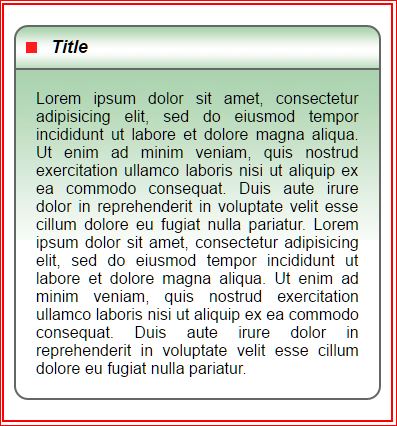 Title
Lorem ipsum dolor sit amet, consectetur
adipisicing elit, sed do eiusmod tempor
incididunt ut labore et dolore magna aliqua.
Ut enim ad minim veniam, quis nostrud
exercitation ullamco laboris nisi ut aliquip ex
ea commodo consequat. Duis aute irure
dolor in reprehenderit in voluptate velit esse
cillum dolore eu fugiat nulla pariatur. Lorem
ipsum dolor sit amet, consectetur adipisicing
elit, sed do eiusmod tempor incididunt ut
labore et dolore magna aliqua. Ut enim ad
minim veniam, quis nostrud exercitation
ullamco laboris nisi ut aliquip ex ea commodo
consequat. Duis aute irure dolor in
reprehenderit in voluptate velit esse cillum
dolore eu fugiat nulla pariatur.